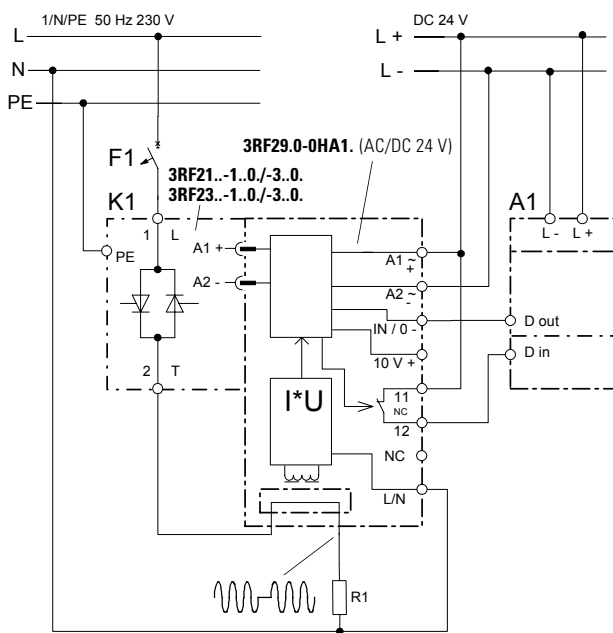 1/N/PE 50 Hz 230 V
DC 24 V
L
L +
N
L -
PE
F1
3RF29.0-0HA1. (AC/DC 24 V)
3RF21..-1..0./-3..0.
3RF23..-1..0./-3..0.
K1
A1
1 L
L - L +
PE
A1 +
A1 ~
+
A2 -
A2 ~
-
IN / 0 -
D out
10 V +
D in
2 T
11
I*U
NC
12
NC
L/N
R1